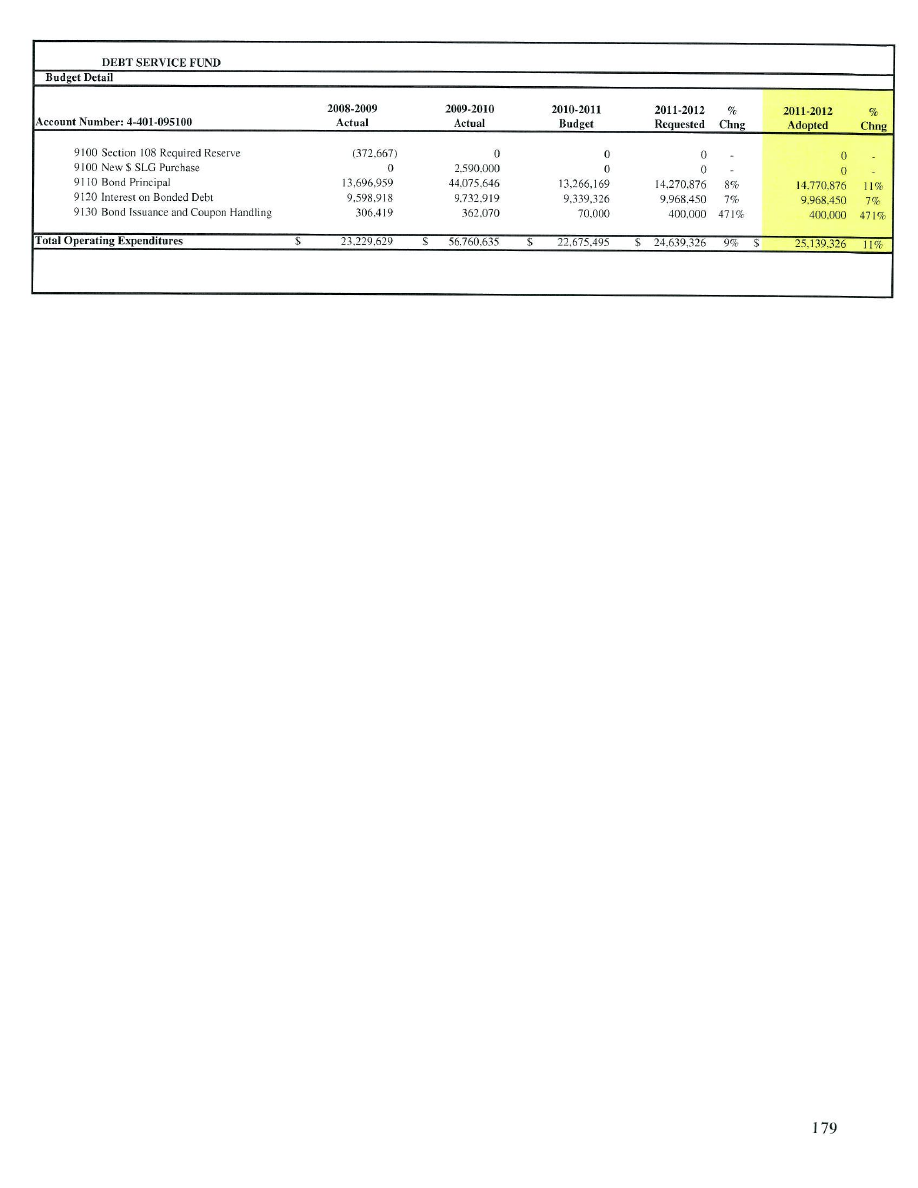 DEBT SERVICE FUND
Budget Detail
2008-2009 2009-2010 2010-2011 2011-2012 % 2011-2012 %
Account Number: 4-401-095100 Actual Actual Budget Requested Chng Adopted Chng
9100 Section 108 Required Reserve (372,667) 0 0 0 - 0 -
9100 New $ SLG Purchase 0 2,590,000 0 0 - 0 -
9110 Bond Principal 13,696,959 44,075,646 13,266,169 14,270,876 8% 14,770,876 11%
9120 Interest on Bonded Debt 9,598,918 9,732,919 9,339,326 9,968,450 7% 9,968,450 7%
9130 Bond Issuance and Coupon Handling 306,419 362,070 70,000 400,000 471% 400,000 471%
Total Operating Expenditures $ 23,229,629 $ 56,760,635 $ 22,675,495 $ 24,639,326 9% $ 25,139,326 11%
179